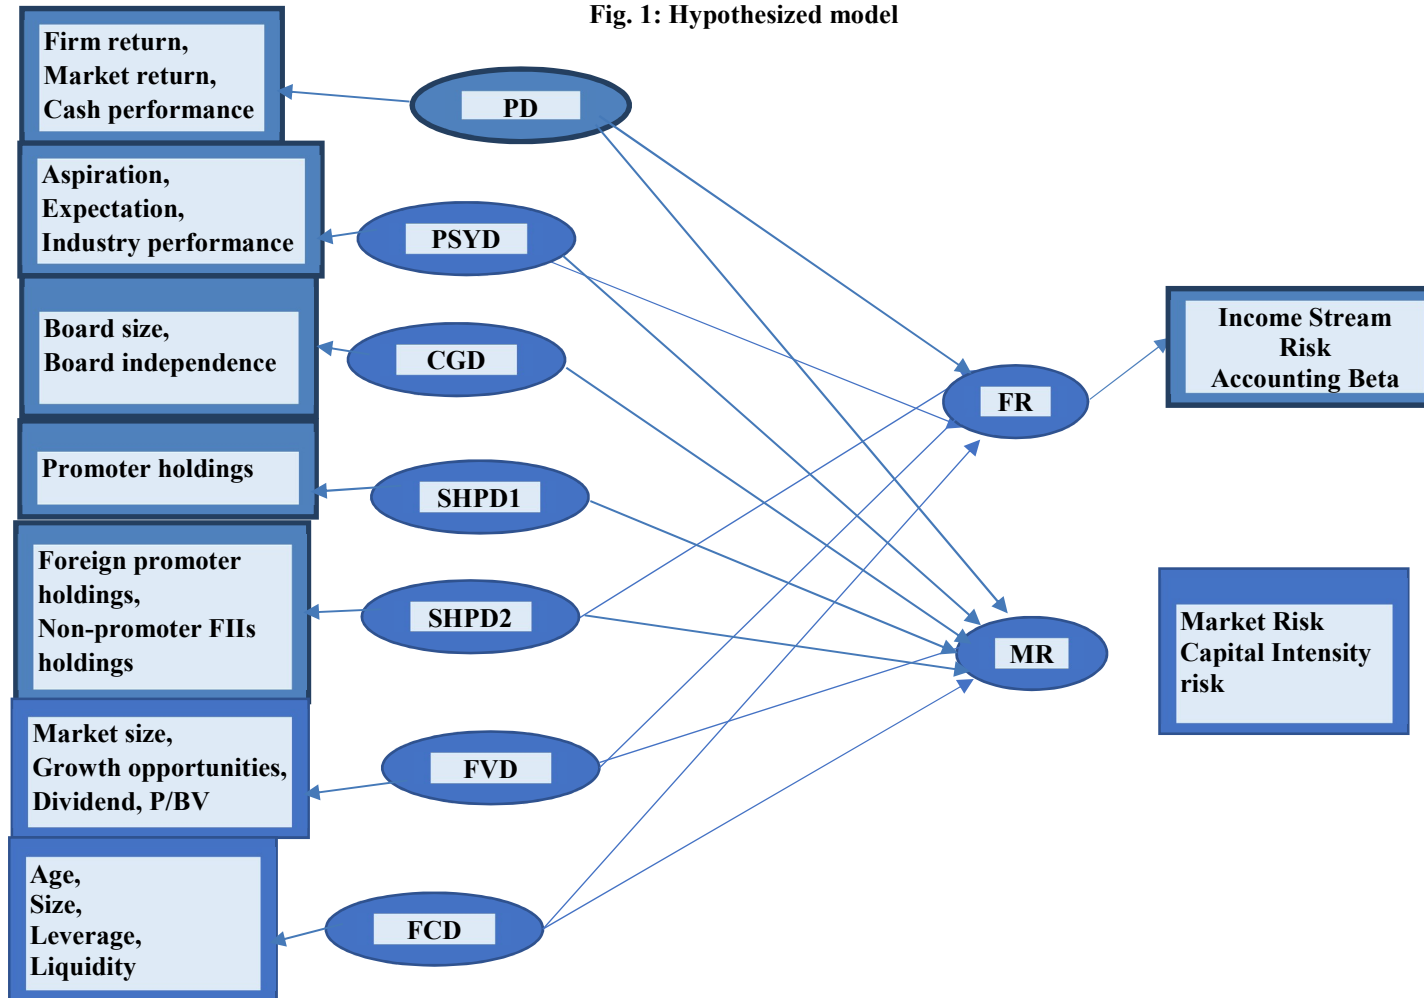 Fig. 1: Hypothesized model
Firm return,
Market return,
Cash performance
PD
Aspiration,
Expectation,
Industry performance
PSYD
Board size,
Board independence
CGD
Promoter holdings
SHPD1
Foreign promoter
holdings,
Non-promoter FIIs
holdings
SHPD2
Market size,
Growth opportunities,
Dividend, P/BV
FVD
Age,
Size,
Leverage,
Liquidity
FCD
FR
MR
Income Stream
Risk
Accounting Beta
Market Risk
Capital Intensity
risk